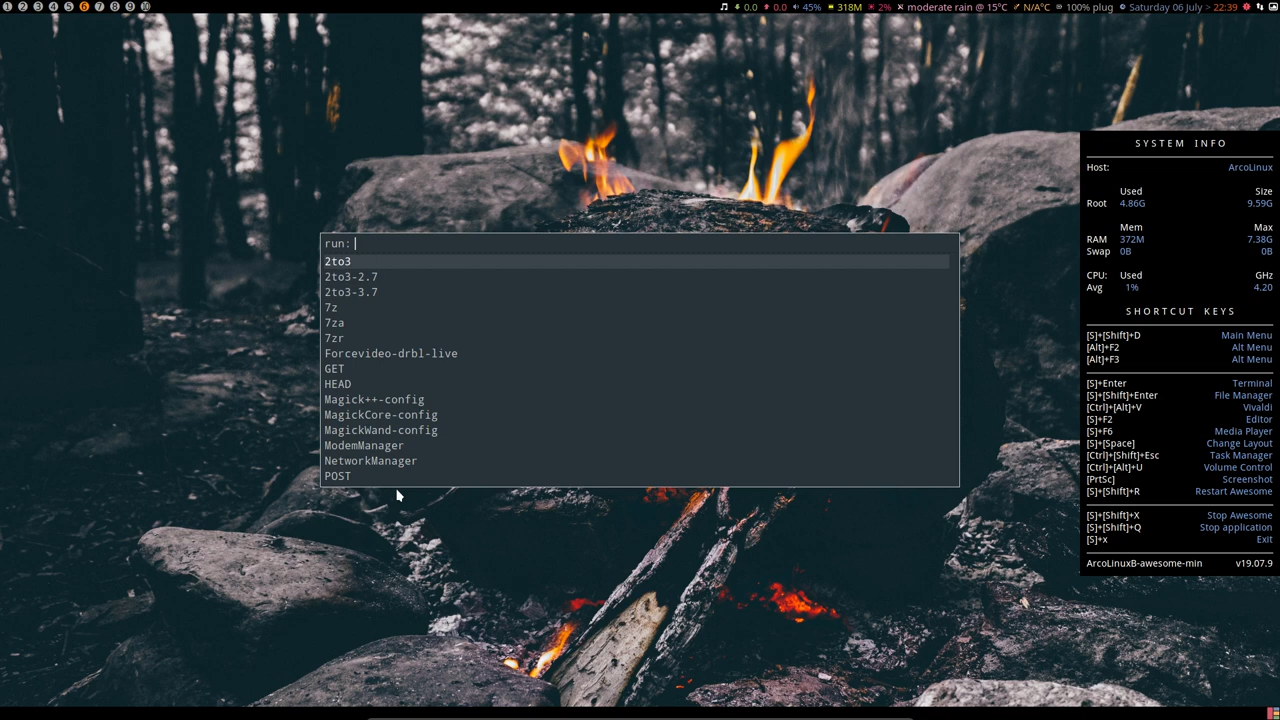 1 2 3 4 5 6 7 8 9 10
0.0 0.0 45% 318M 2% moderate rain @ 15°C N/A°C 100% plug Saturday 06 July > 22:39
SYSTEM INFO
Host: ArcoLinux
Used Size
Root 4.86G 9.59G
Mem Max
RAM 372M 7.38G
Swap 0B 0B
CPU: Used GHz
Avg 1% 4.20
SHORTCUT KEYS
[S]+[Shift]+D Main Menu
[Alt]+F2 Alt Menu
[Alt]+F3 Alt Menu
[S]+Enter Terminal
[S]+[Shift]+Enter File Manager
[Ctrl]+[Alt]+V Vivaldi
[S]+F2 Editor
[S]+F6 Media Player
[S]+[Space] Change Layout
[Ctrl]+[Shift]+Esc Task Manager
[Ctrl]+[Alt]+U Volume Control
[PrtSc] Screenshot
[S]+[Shift]+R Restart Awesome
[S]+[Shift]+X Stop Awesome
[S]+[Shift]+Q Stop application
[S]+x Exit
ArcoLinuxB-awesome-min v19.07.9
run:
2to3
2to3-2.7
2to3-3.7
7z
7za
7zr
Forcevideo-drbl-live
GET
HEAD
Magick++-config
MagickCore-config
MagickWand-config
ModemManager
NetworkManager
POST